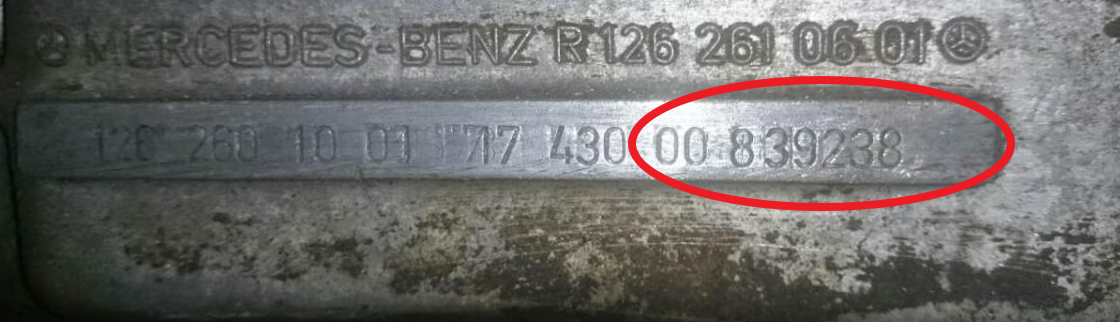 MERCEDES-BENZ R 126 261 06 01
126 260 10 01 717 430 00 839238